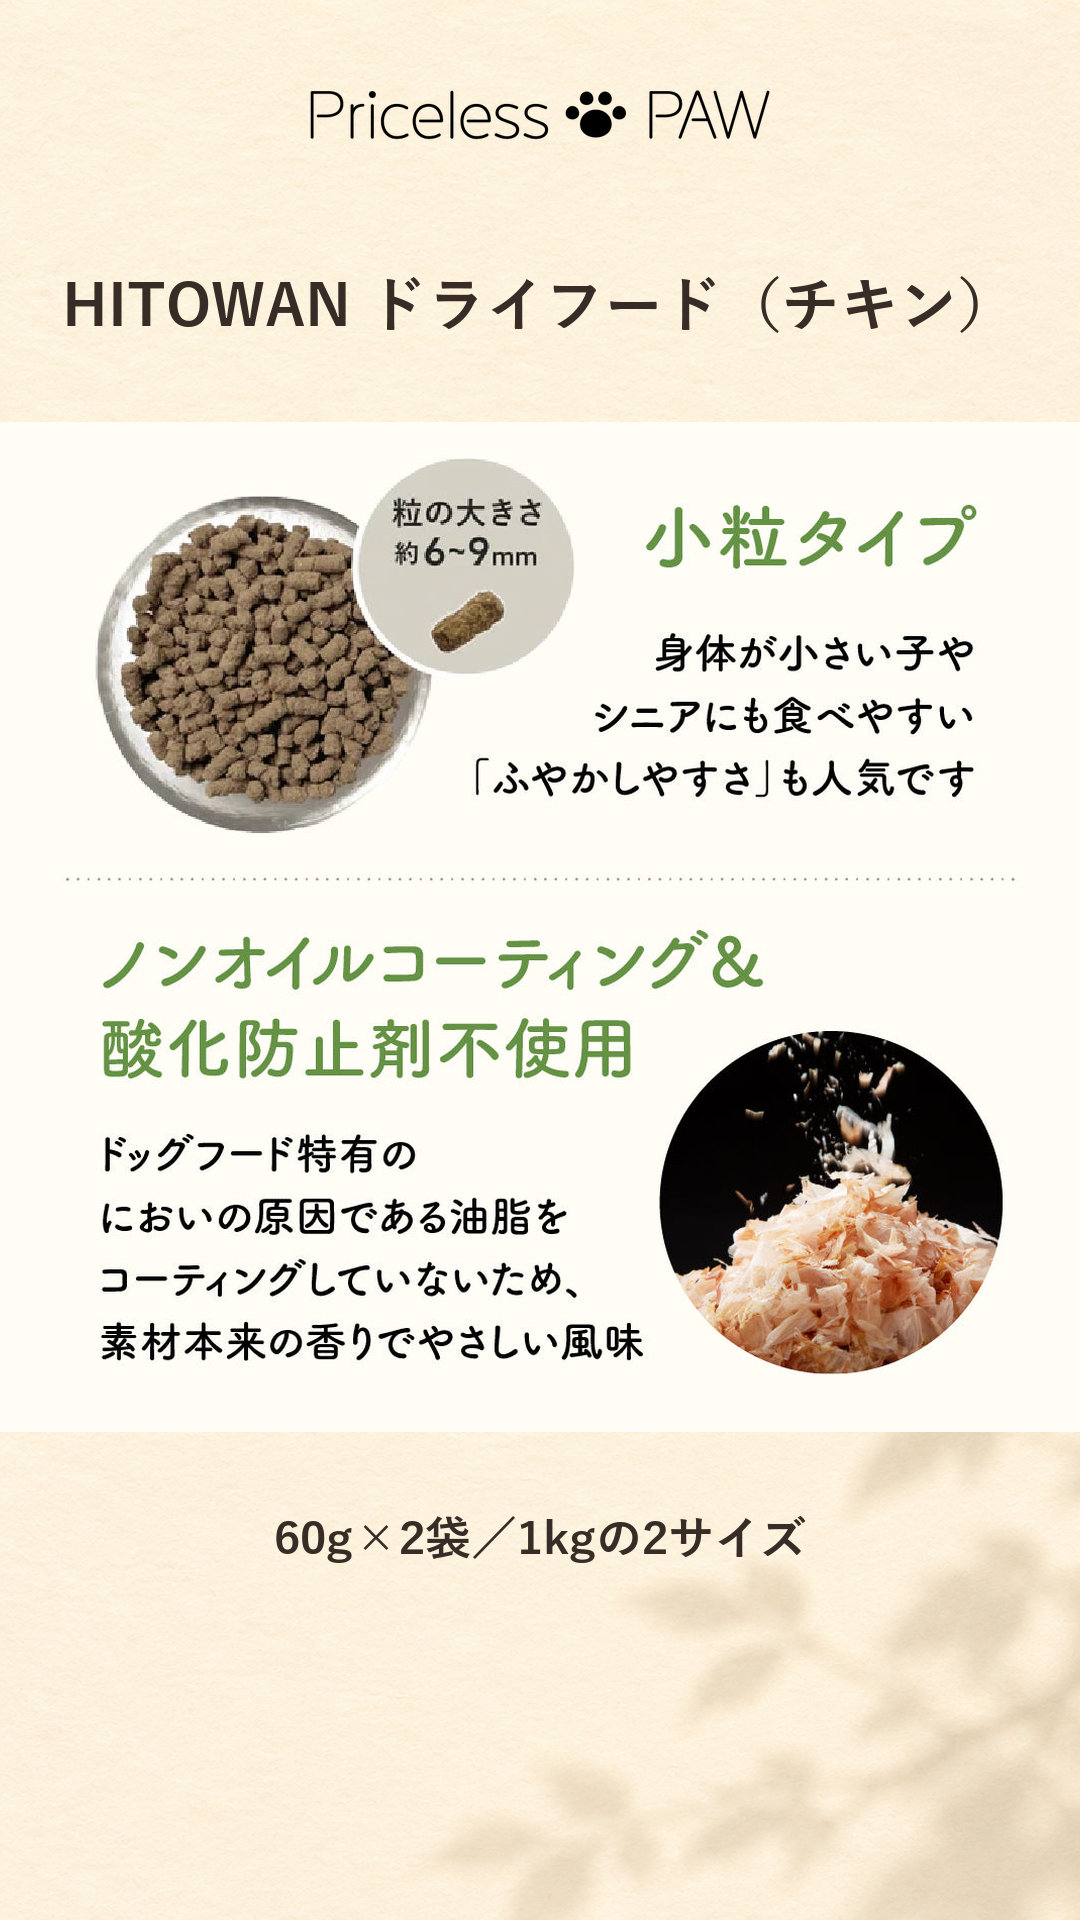 Priceless PAW
HITOWAN ドライフード（チキン）
粒の大きさ
約6~9mm
小粒タイプ
身体が小さい子や
シニアにも食べやすい
「ふやかしやすさ」も人気です
ノンオイルコーティング&
酸化防止剤不使用
ドッグフード特有の
においの原因である油脂を
コーティングしていないため、
素材本来の香りでやさしい風味
60g×2袋／1kgの2サイズ